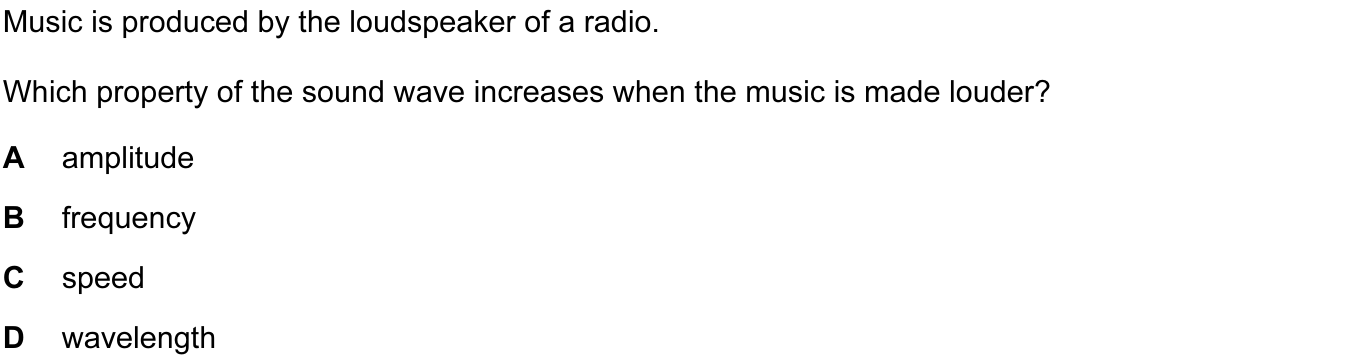 Music is produced by the loudspeaker of a radio.
Which property of the sound wave increases when the music is made louder?
A amplitude
B frequency
C speed
D wavelength